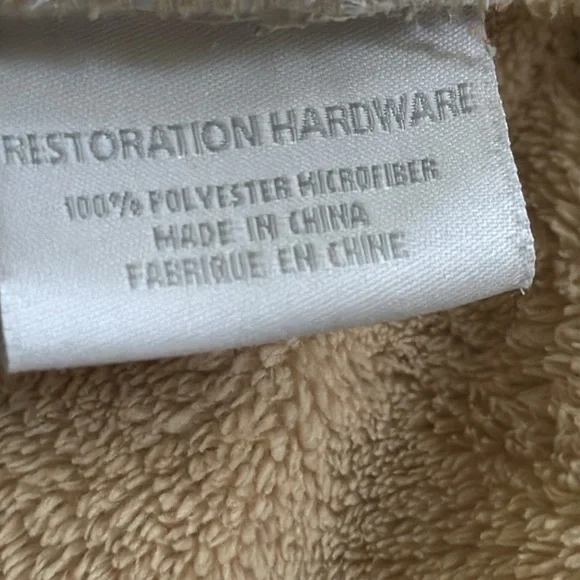 RESTORATION HARDWARE
100% POLYESTER MICROFIBER
MADE IN CHINA
FABRIQUE EN CHINE